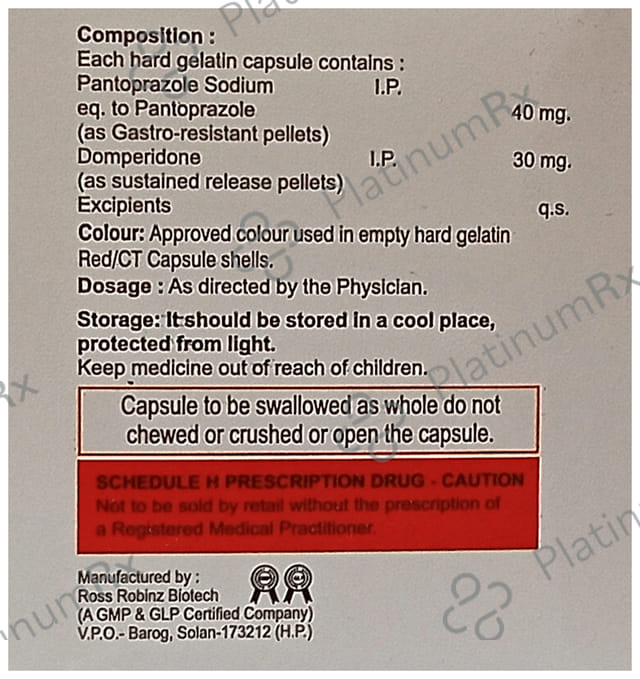 Composition :
Each hard gelatin capsule contains :
Pantoprazole Sodium I.P.
eq. to Pantoprazole 40 mg.
(as Gastro-resistant pellets)
Domperidone I.P. 30 mg.
(as sustained release pellets)
Excipients q.s.
Colour: Approved colour used in empty hard gelatin
Red/CT Capsule shells.
Dosage : As directed by the Physician.
Storage: It should be stored in a cool place,
protected from light.
Keep medicine out of reach of children.
Capsule to be swallowed as whole do not
chewed or crushed or open the capsule.
SCHEDULE H PRESCRIPTION DRUG - CAUTION
Not to be sold by retail without the prescription of
a Registered Medical Practitioner.
Manufactured by :
Ross Robinz Biotech
(A GMP & GLP Certified Company)
V.P.O.- Barog, Solan-173212 (H.P.)
PlatinumRx
PlatinumRx